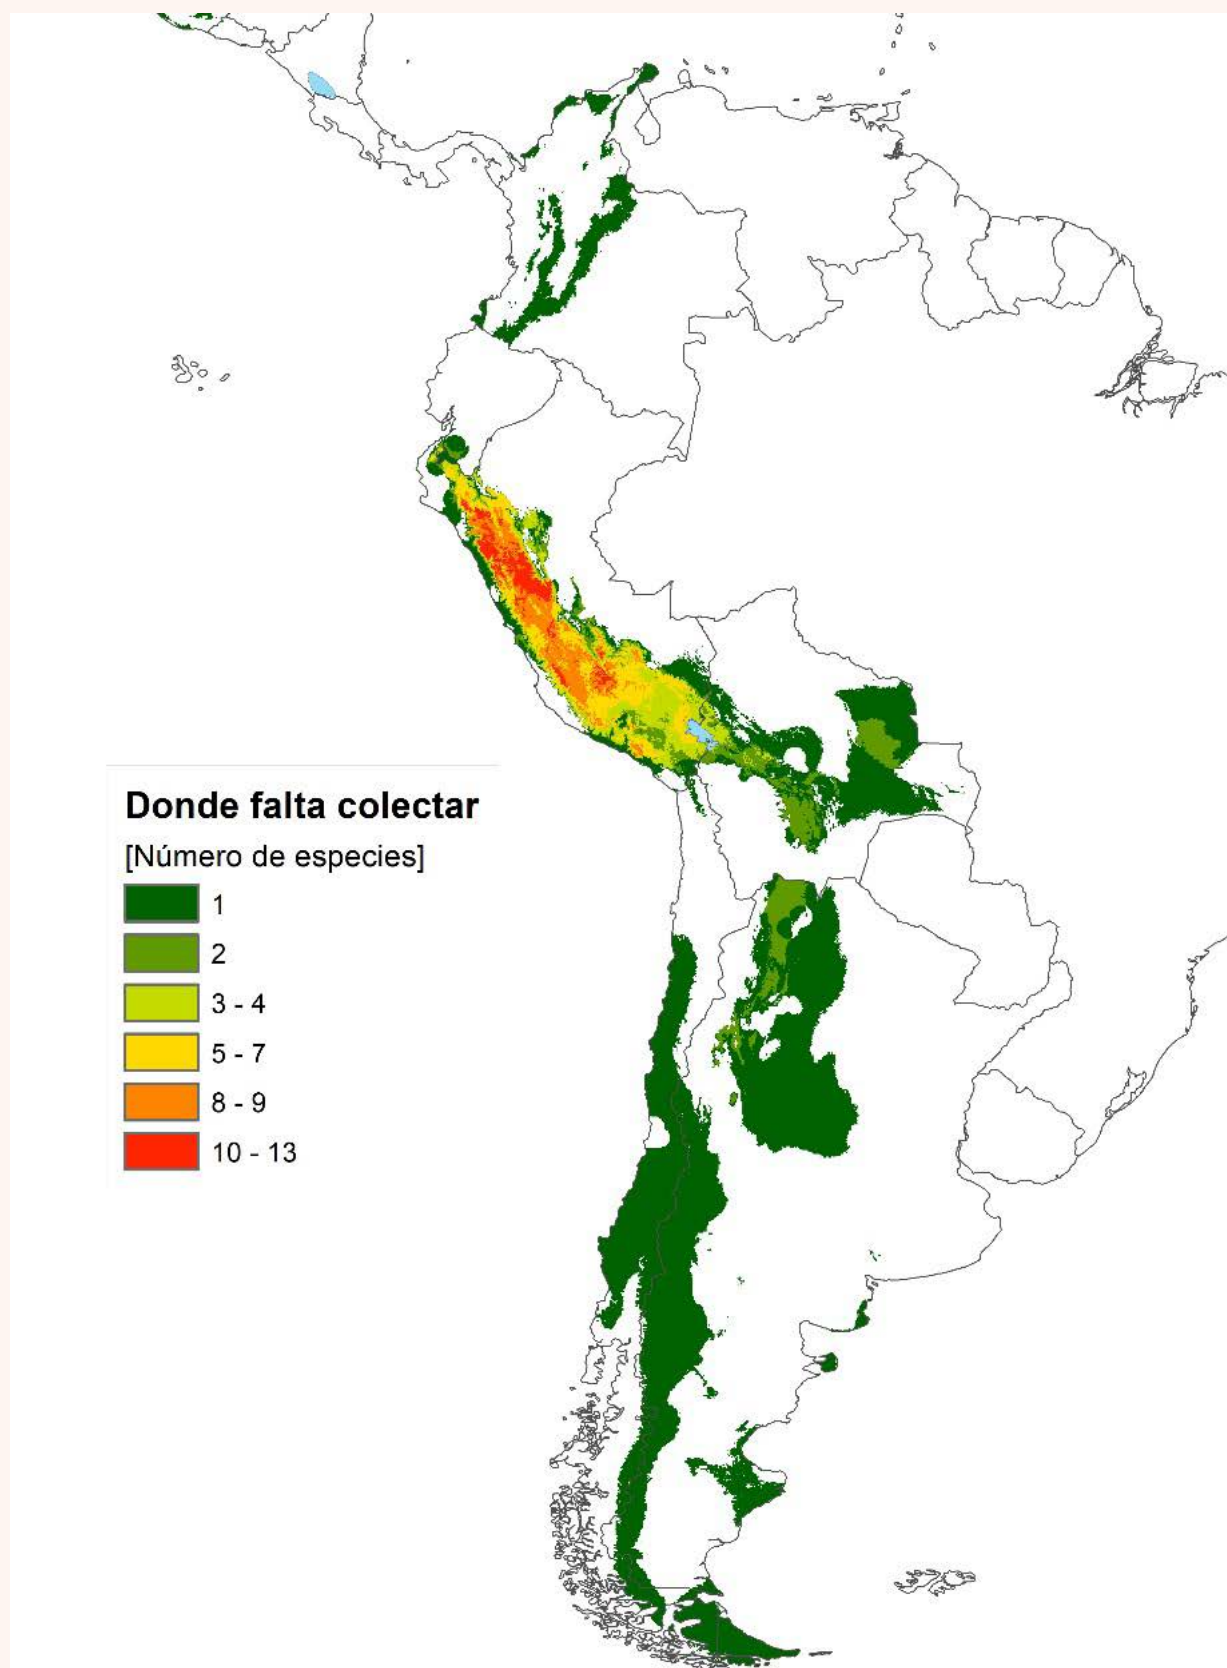 Donde falta colectar
[Número de especies]
1
2
3 - 4
5 - 7
8 - 9
10 - 13